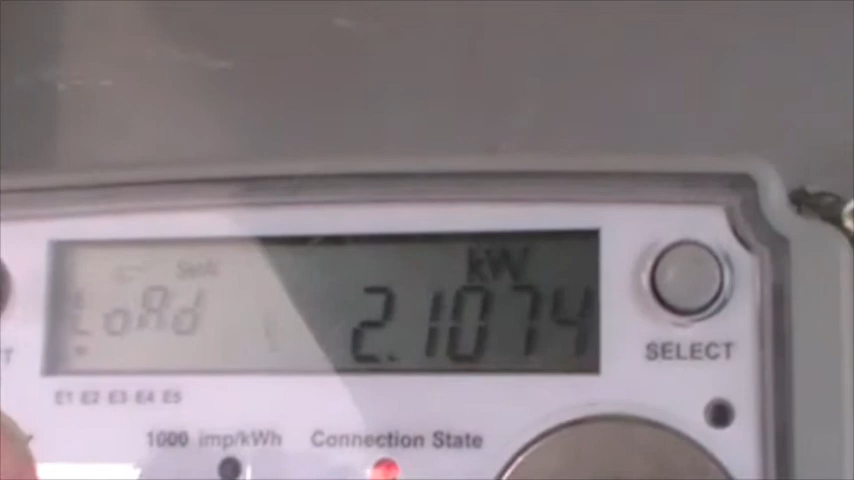 kW
LoAd 2.1074
SELECT
E1 E2 E3 E4 E5
1000 imp/kWh Connection State